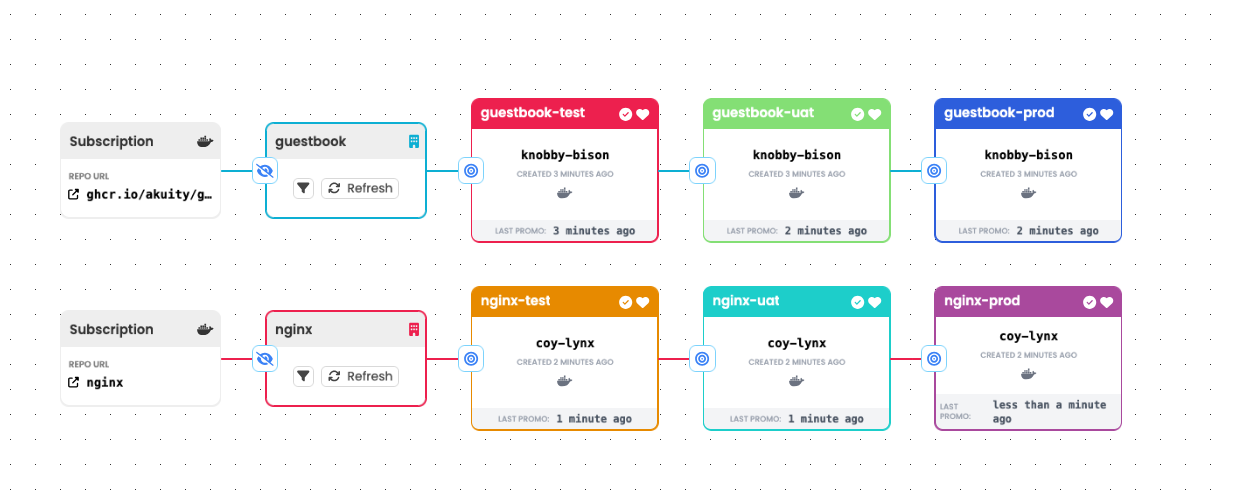 guestbook-test
guestbook-uat
guestbook-prod
Subscription
guestbook
knobby-bison
knobby-bison
knobby-bison
REPO URL
CREATED 3 MINUTES AGO
CREATED 3 MINUTES AGO
CREATED 3 MINUTES AGO
ghcr.io/akuity/g…
Refresh
LAST PROMO: 3 minutes ago
LAST PROMO: 2 minutes ago
LAST PROMO: 2 minutes ago
nginx-test
nginx-uat
nginx-prod
Subscription
nginx
coy-lynx
coy-lynx
coy-lynx
REPO URL
CREATED 2 MINUTES AGO
CREATED 2 MINUTES AGO
CREATED 2 MINUTES AGO
nginx
Refresh
LAST PROMO: 1 minute ago
LAST PROMO: 1 minute ago
LAST PROMO:
less than a minute
ago